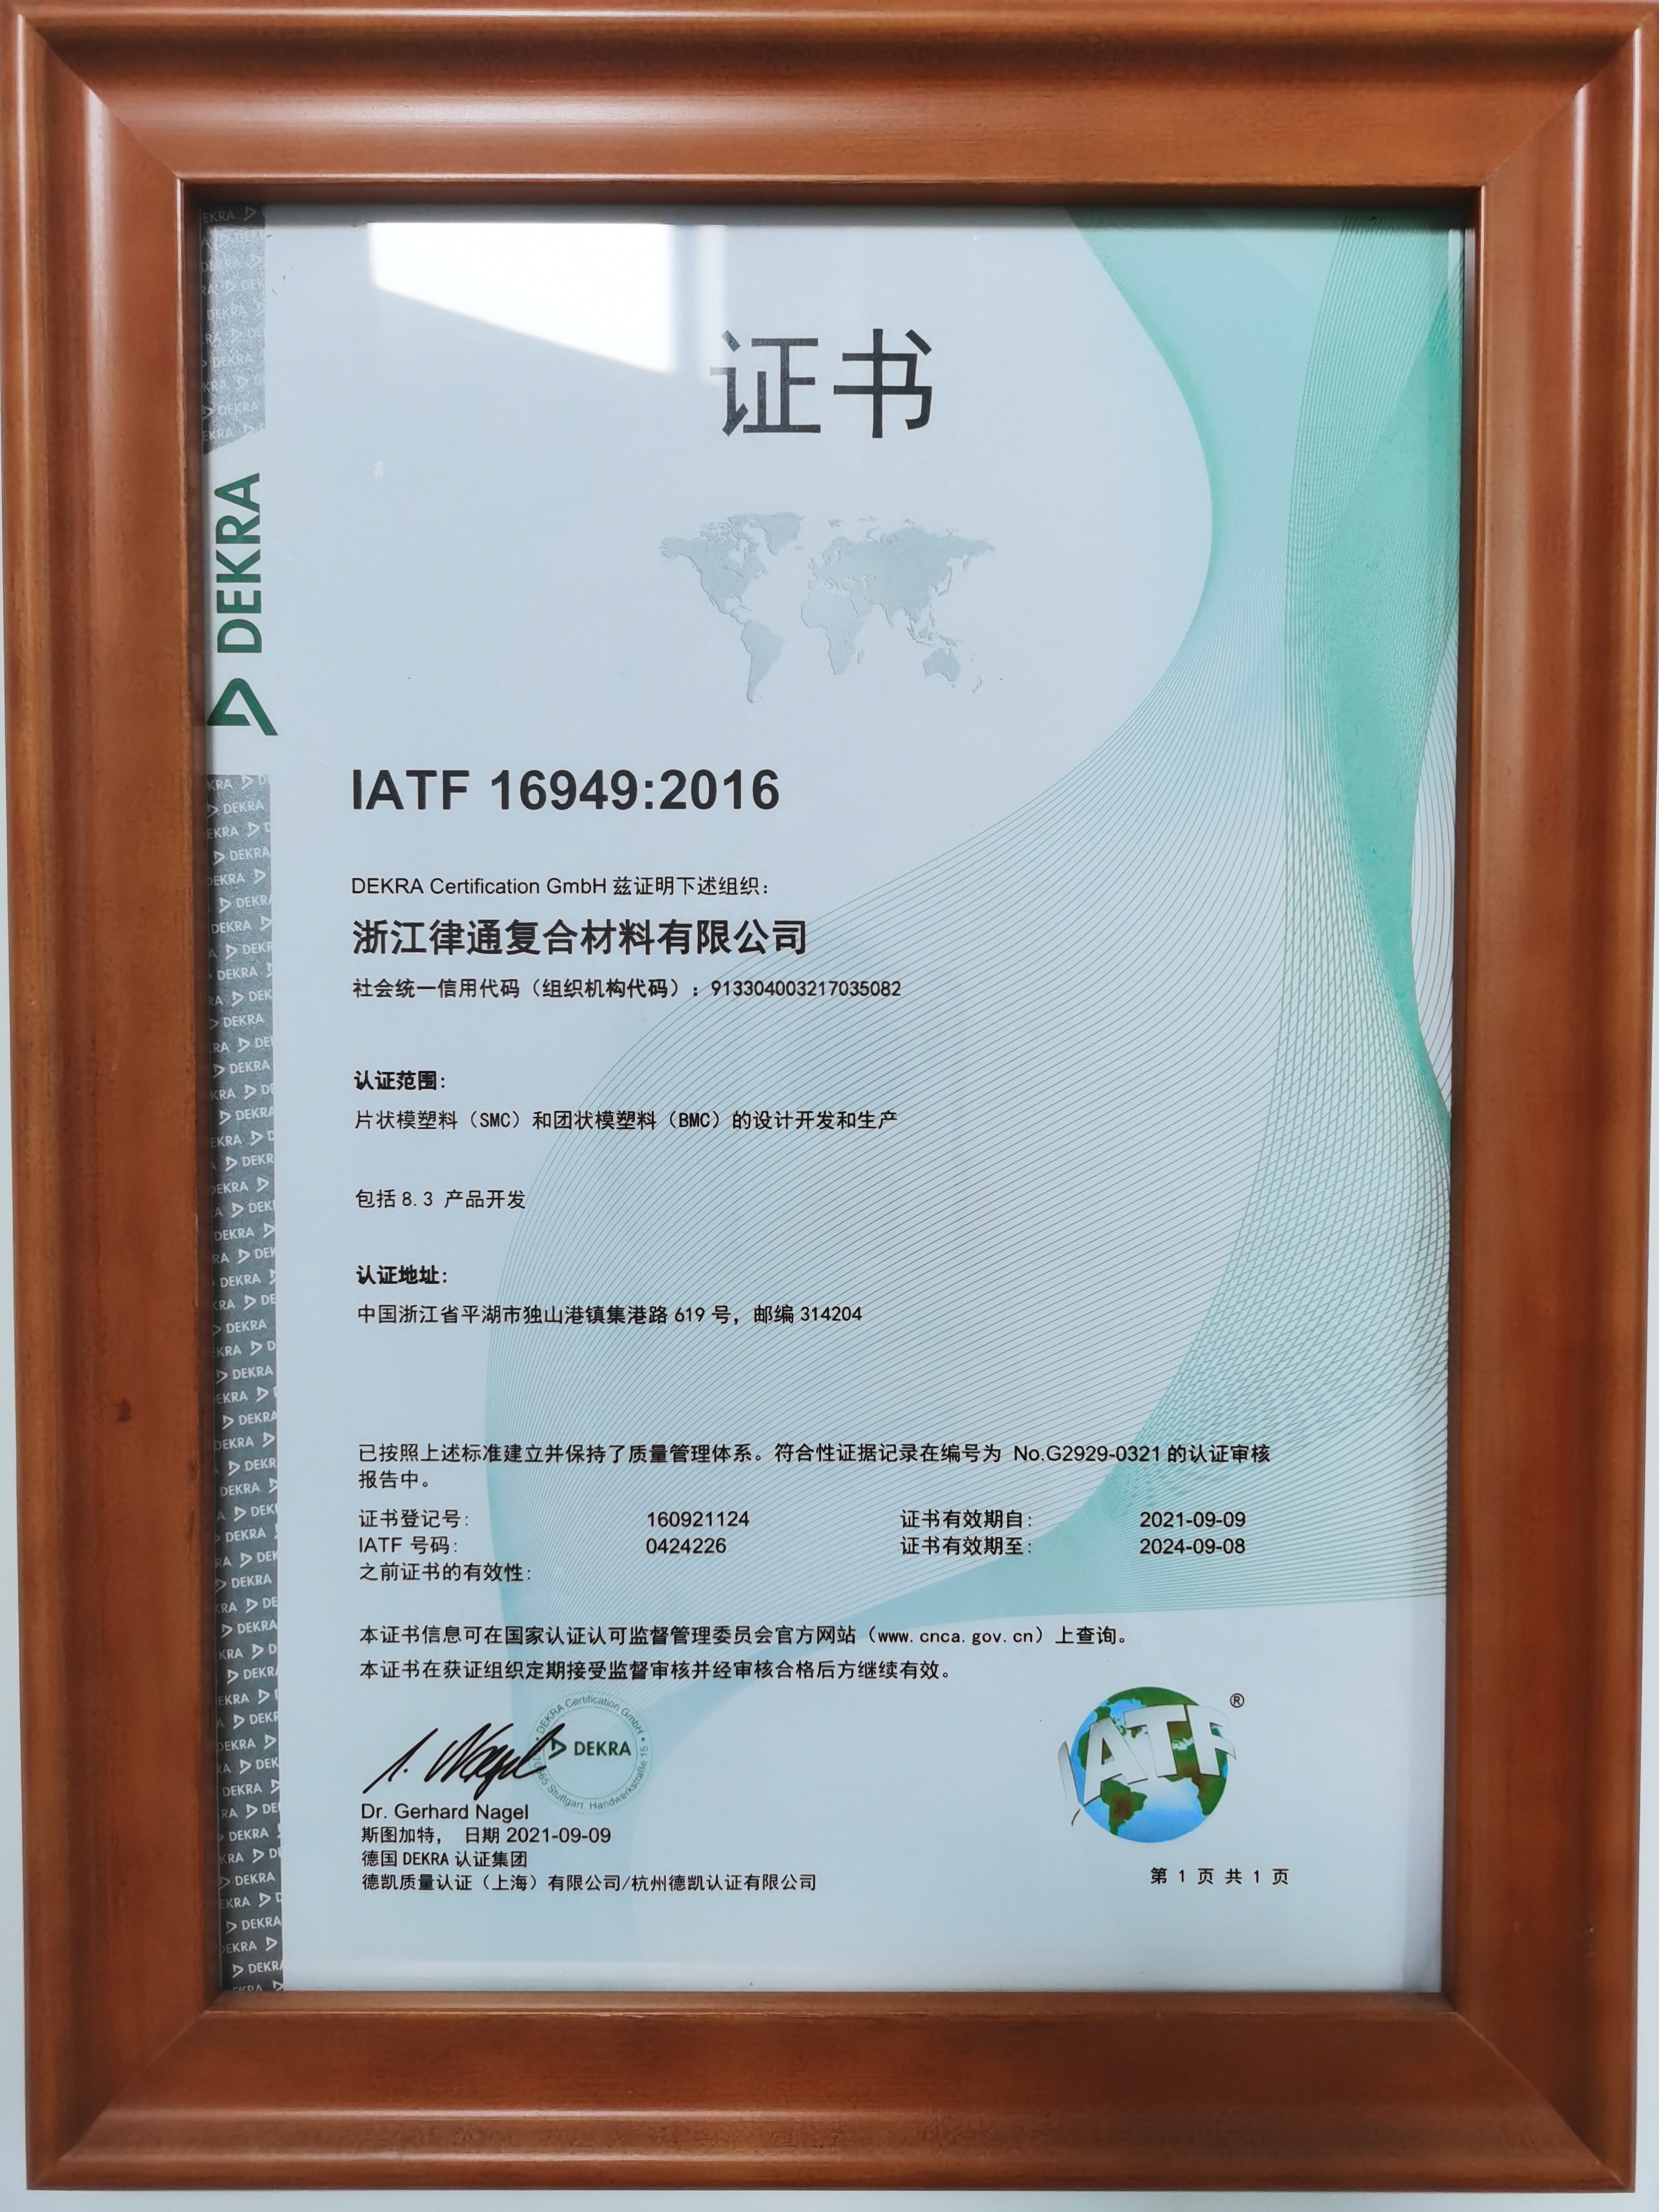 证书
DEKRA
IATF 16949:2016
DEKRA Certification GmbH 兹证明下述组织：
浙江律通复合材料有限公司
社会统一信用代码（组织机构代码）：913304003217035082
认证范围：
片状模塑料（SMC）和团状模塑料（BMC）的设计开发和生产
包括 8.3 产品开发
认证地址：
中国浙江省平湖市独山港镇集港路 619 号，邮编 314204
已按照上述标准建立并保持了质量管理体系。符合性证据记录在编号为 No.G2929-0321 的认证审核
报告中。
证书登记号： 160921124 证书有效期自： 2021-09-09
IATF 号码： 0424226 证书有效期至： 2024-09-08
之前证书的有效性：
本证书信息可在国家认证认可监督管理委员会官方网站（www.cnca.gov.cn）上查询。
本证书在获证组织定期接受监督审核并经审核合格后方继续有效。
DEKRA Certification GmbH
DEKRA
Stuttgart, Handwerkstraße 15
IATF®
Dr. Gerhard Nagel
斯图加特， 日期 2021-09-09
德国 DEKRA 认证集团
德凯质量认证（上海）有限公司/杭州德凯认证有限公司
第 1 页 共 1 页